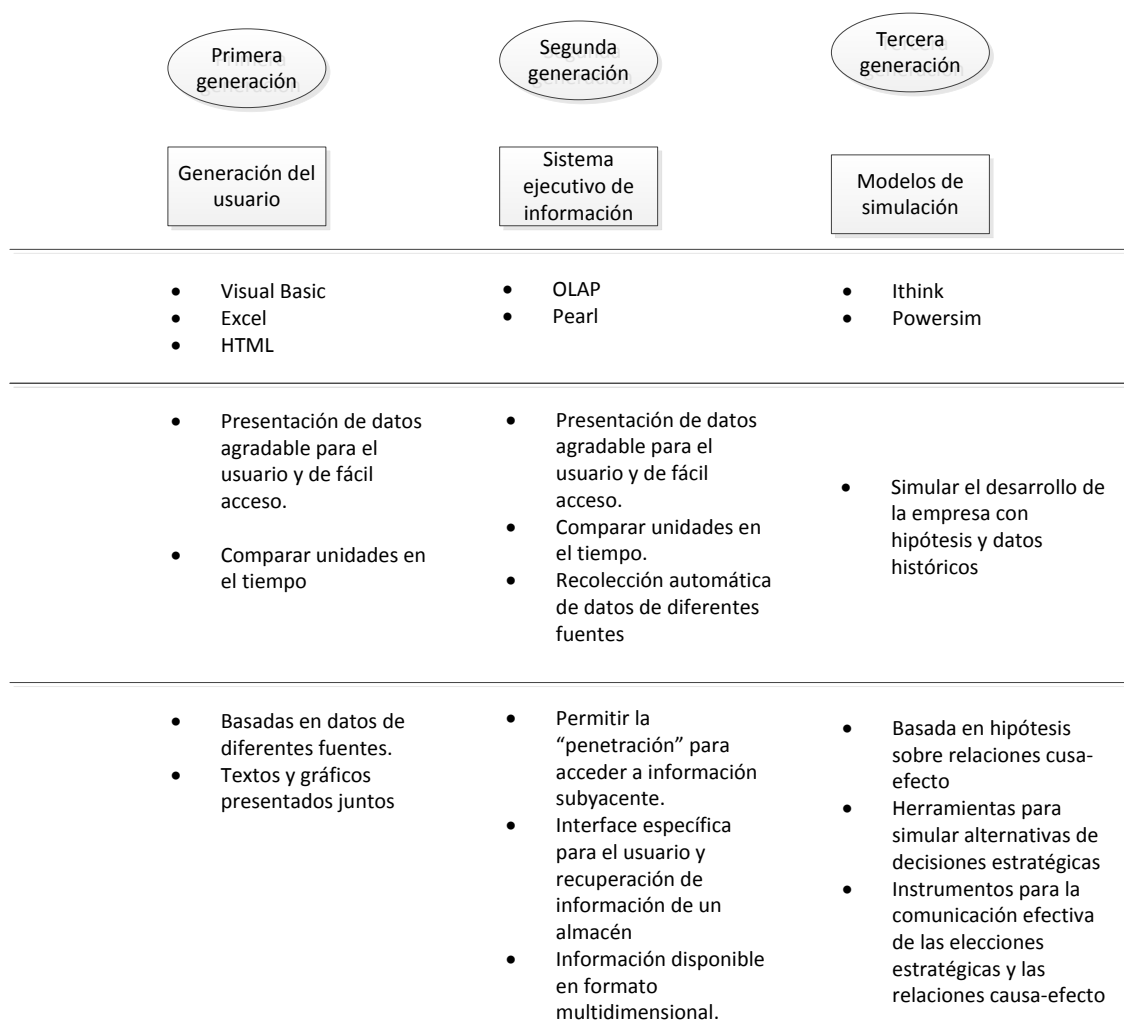 Primera
generación
Segunda
generación
Tercera
generación
Generación del
usuario
Sistema
ejecutivo de
información
Modelos de
simulación
• Visual Basic
• Excel
• HTML
• OLAP
• Pearl
• Ithink
• Powersim
• Presentación de datos
agradable para el
usuario y de fácil
acceso.
• Comparar unidades en
el tiempo
• Presentación de datos
agradable para el
usuario y de fácil
acceso.
• Comparar unidades en
el tiempo.
• Recolección automática
de datos de diferentes
fuentes
• Simular el desarrollo de
la empresa con
hipótesis y datos
históricos
• Basadas en datos de
diferentes fuentes.
• Textos y gráficos
presentados juntos
• Permitir la
“penetración” para
acceder a información
subyacente.
• Interface específica
para el usuario y
recuperación de
información de un
almacén
• Información disponible
en formato
multidimensional.
• Basada en hipótesis
sobre relaciones cusa-
efecto
• Herramientas para
simular alternativas de
decisiones estratégicas
• Instrumentos para la
comunicación efectiva
de las elecciones
estratégicas y las
relaciones causa-efecto